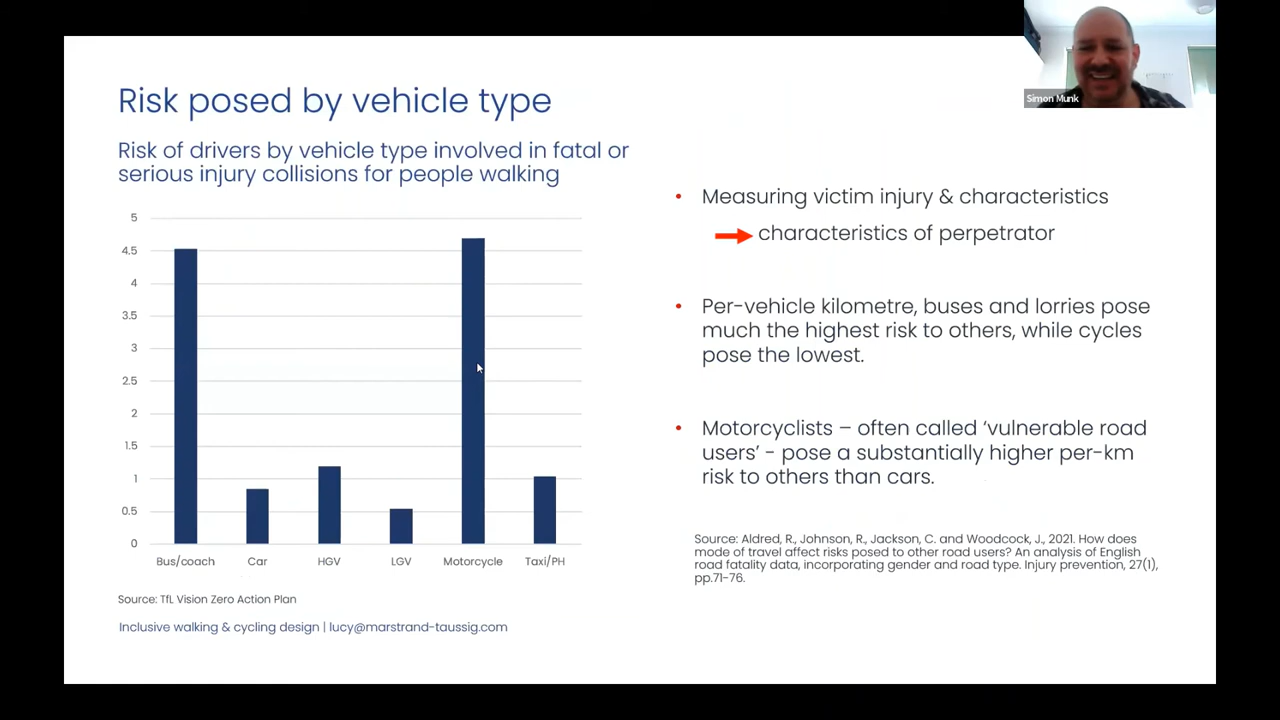 Risk posed by vehicle type
Simon Munk
Risk of drivers by vehicle type involved in fatal or
serious injury collisions for people walking
5
4.5
4
3.5
3
2.5
2
1.5
1
0.5
0
Bus/coach
Car
HGV
LGV
Motorcycle
Taxi/PH
Source: TfL Vision Zero Action Plan
Inclusive walking & cycling design | lucy@marstrand-taussig.com
• Measuring victim injury & characteristics
characteristics of perpetrator
• Per-vehicle kilometre, buses and lorries pose
much the highest risk to others, while cycles
pose the lowest.
• Motorcyclists – often called ‘vulnerable road
users’ - pose a substantially higher per-km
risk to others than cars.
Source: Aldred, R., Johnson, R., Jackson, C. and Woodcock, J., 2021. How does
mode of travel affect risks posed to other road users? An analysis of English
road fatality data, incorporating gender and road type. Injury prevention, 27(1),
pp.71-76.